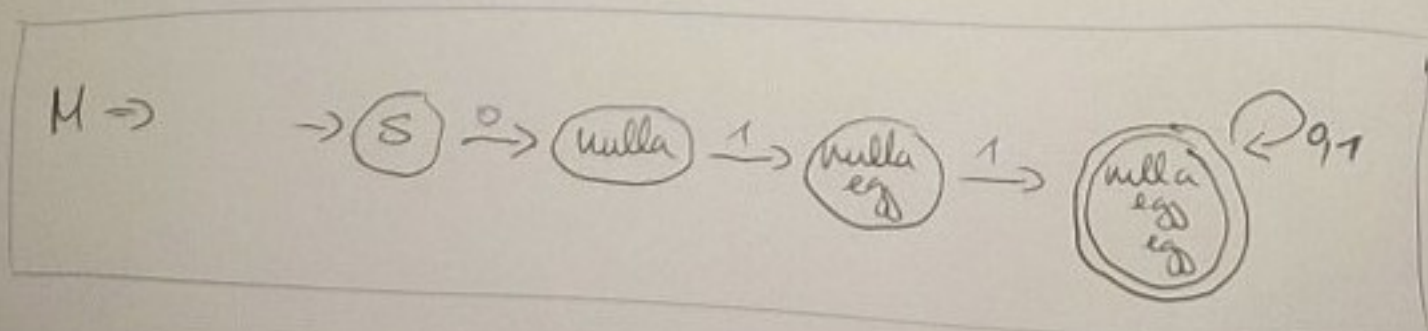 M ⇒ → S 0 → nulla 1 → nulla egy 1 → nulla egy egy 0,1